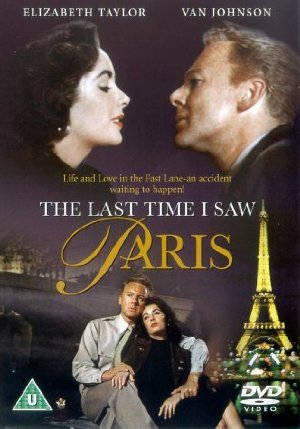 ELIZABETH TAYLOR VAN JOHNSON
Life and Love in the Fast Lane-an accident
waiting to happen!
THE LAST TIME I SAW
PARIS
U
DVD
VIDEO